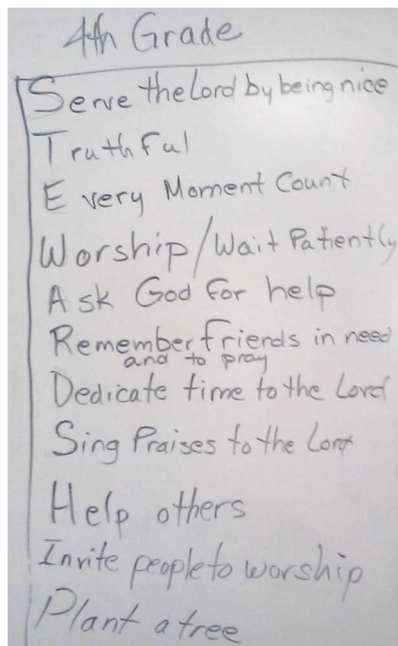 4th Grade
Serve the Lord by being nice
Truthful
Every Moment Count
Worship/Wait Patiently
Ask God for help
Remember friends in need
and to pray
Dedicate time to the Lord
Sing Praises to the Lord
Help others
Invite people to worship
Plant a tree